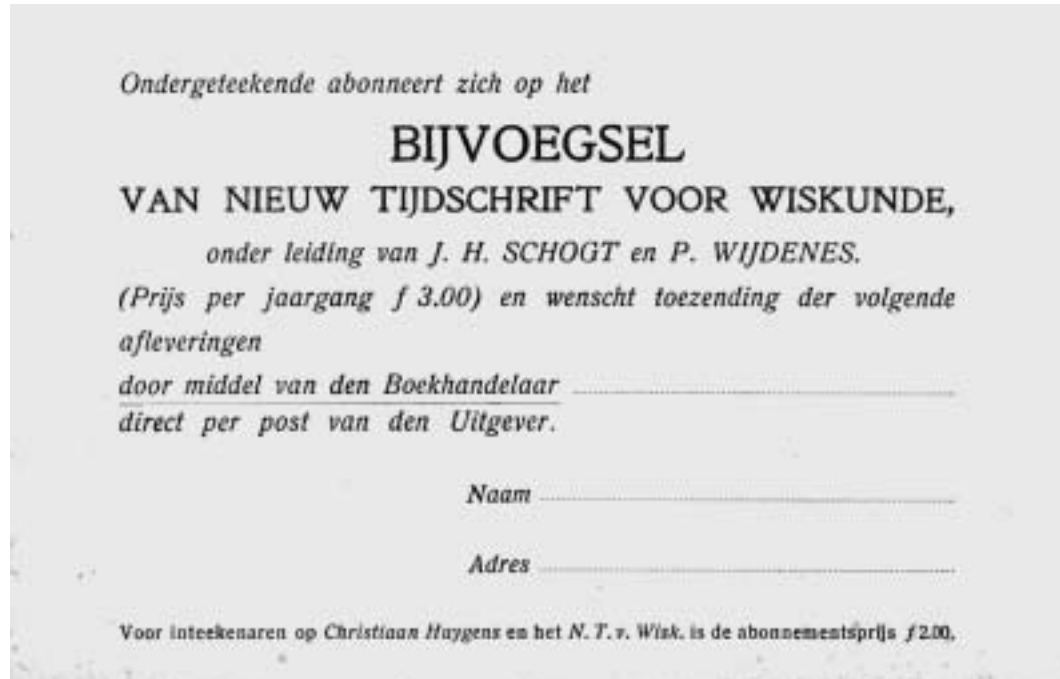 Ondergeteekende abonneert zich op het
BIJVOEGSEL
VAN NIEUW TIJDSCHRIFT VOOR WISKUNDE,
onder leiding van J. H. SCHOGT en P. WIJDENES.
(Prijs per jaargang ƒ 3.00) en wenscht toezending der volgende
afleveringen
door middel van den Boekhandelaar
direct per post van den Uitgever.
Naam
Adres
Voor inteekenaren op Christiaan Huygens en het N. T. v. Wisk. is de abonnementsprijs ƒ 2.00.